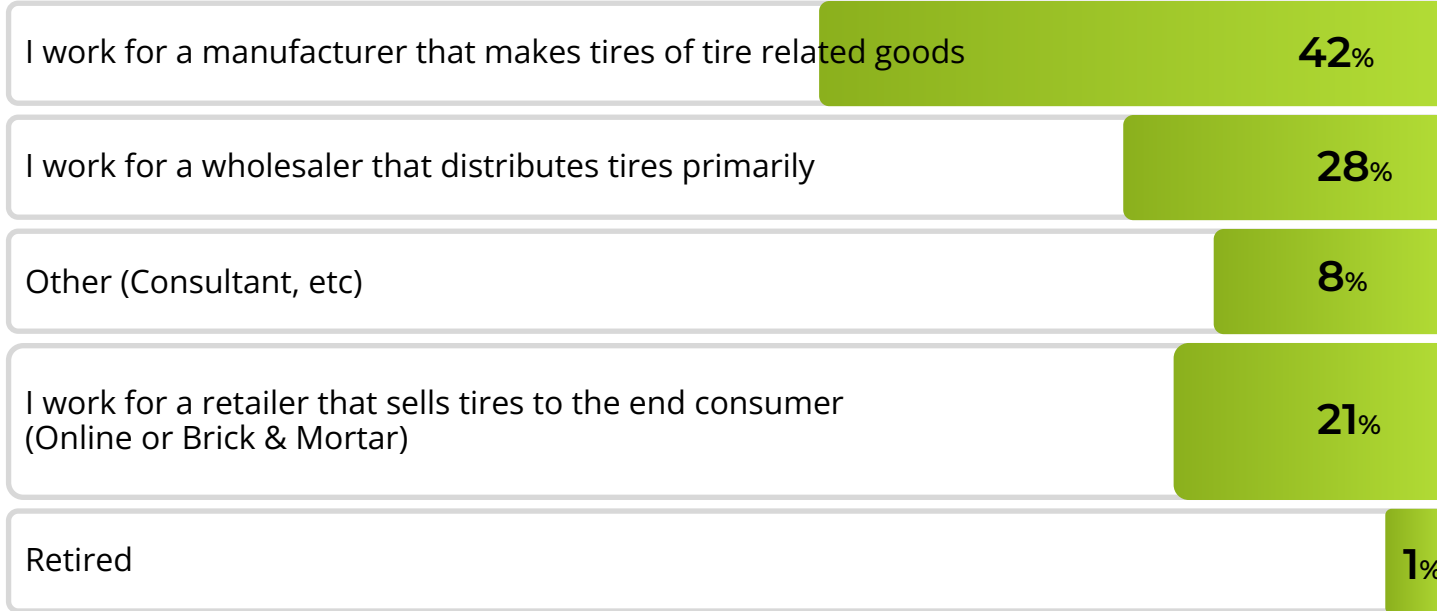 I work for a manufacturer that makes tires of tire related goods 42%
I work for a wholesaler that distributes tires primarily 28%
Other (Consultant, etc) 8%
I work for a retailer that sells tires to the end consumer
(Online or Brick & Mortar) 21%
Retired 1%